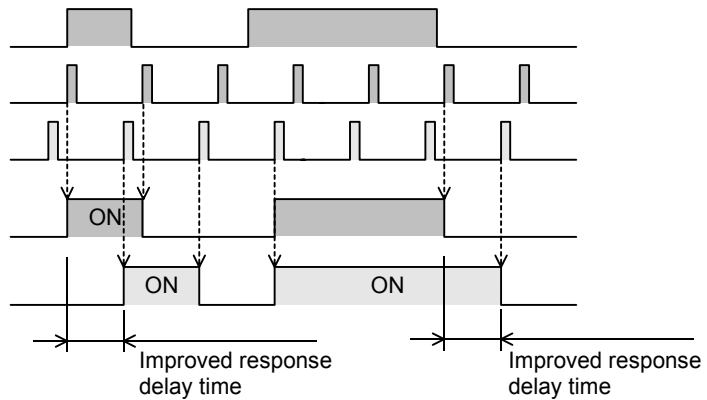 ON
ON
ON
Improved response
delay time
Improved response
delay time